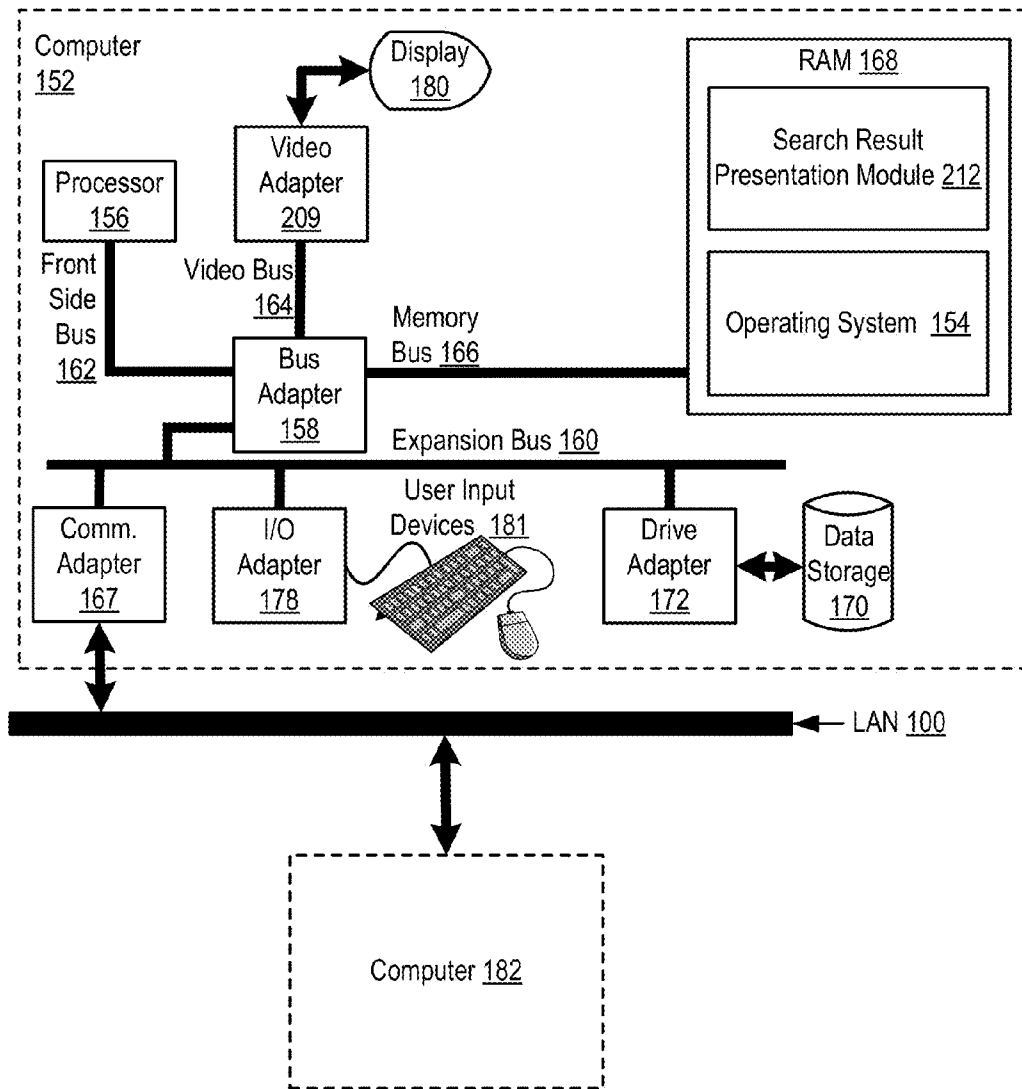 Computer
152
Display
180
RAM 168
Search Result
Presentation Module 212
Operating System 154
Video
Adapter
209
Processor
156
Front
Side
Bus
162
Video Bus
164
Memory
Bus 166
Bus
Adapter
158
Expansion Bus 160
Comm.
Adapter
167
I/O
Adapter
178
User Input
Devices 181
Drive
Adapter
172
Data
Storage
170
LAN 100
Computer 182